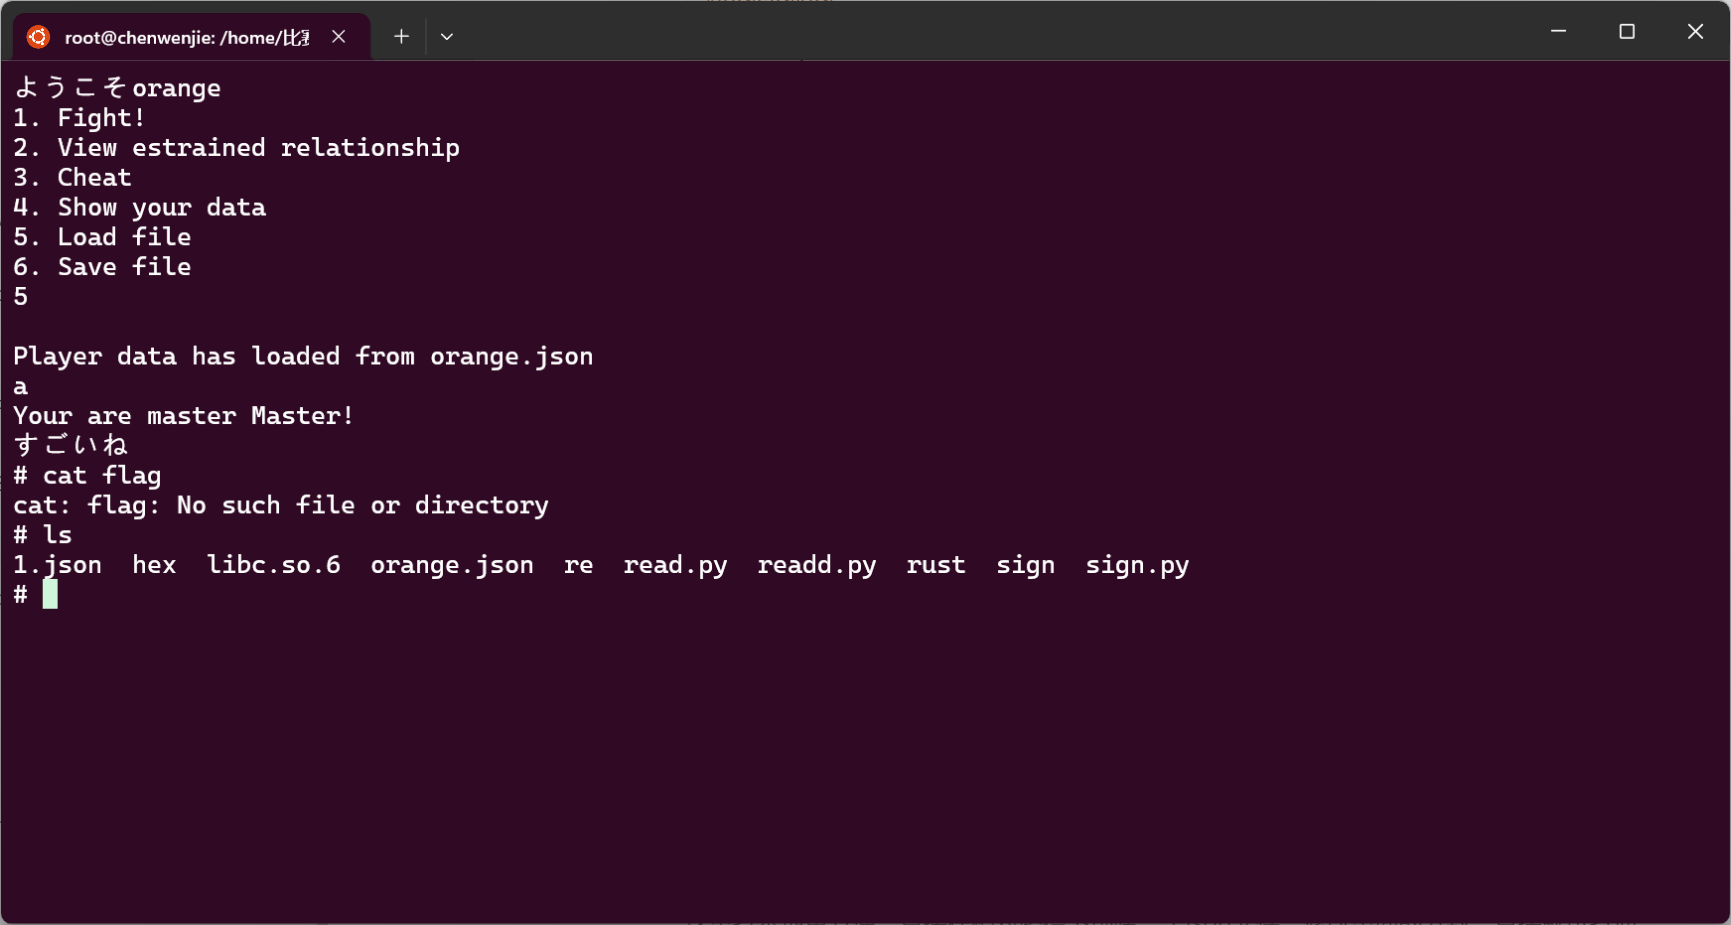 root@chenwenjie: /home/比
ようこそorange
1. Fight!
2. View estrained relationship
3. Cheat
4. Show your data
5. Load file
6. Save file
5
Player data has loaded from orange.json
a
Your are master Master!
すごいね
# cat flag
cat: flag: No such file or directory
# ls
1.json  hex  libc.so.6  orange.json  re  read.py  readd.py  rust  sign  sign.py
#